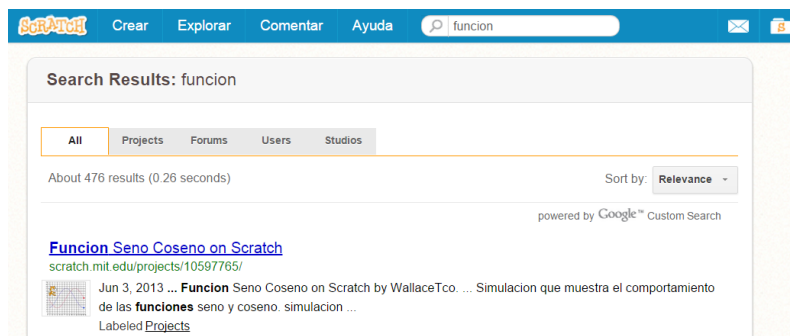 SCRATCH Crear Explorar Comentar Ayuda funcion S
Search Results: funcion
All Projects Forums Users Studios
About 476 results (0.26 seconds) Sort by: Relevance
powered by Google™ Custom Search
Funcion Seno Coseno on Scratch
scratch.mit.edu/projects/10597765/
Jun 3, 2013 ... Funcion Seno Coseno on Scratch by WallaceTco. ... Simulacion que muestra el comportamiento
de las funciones seno y coseno. simulacion ...
Labeled Projects